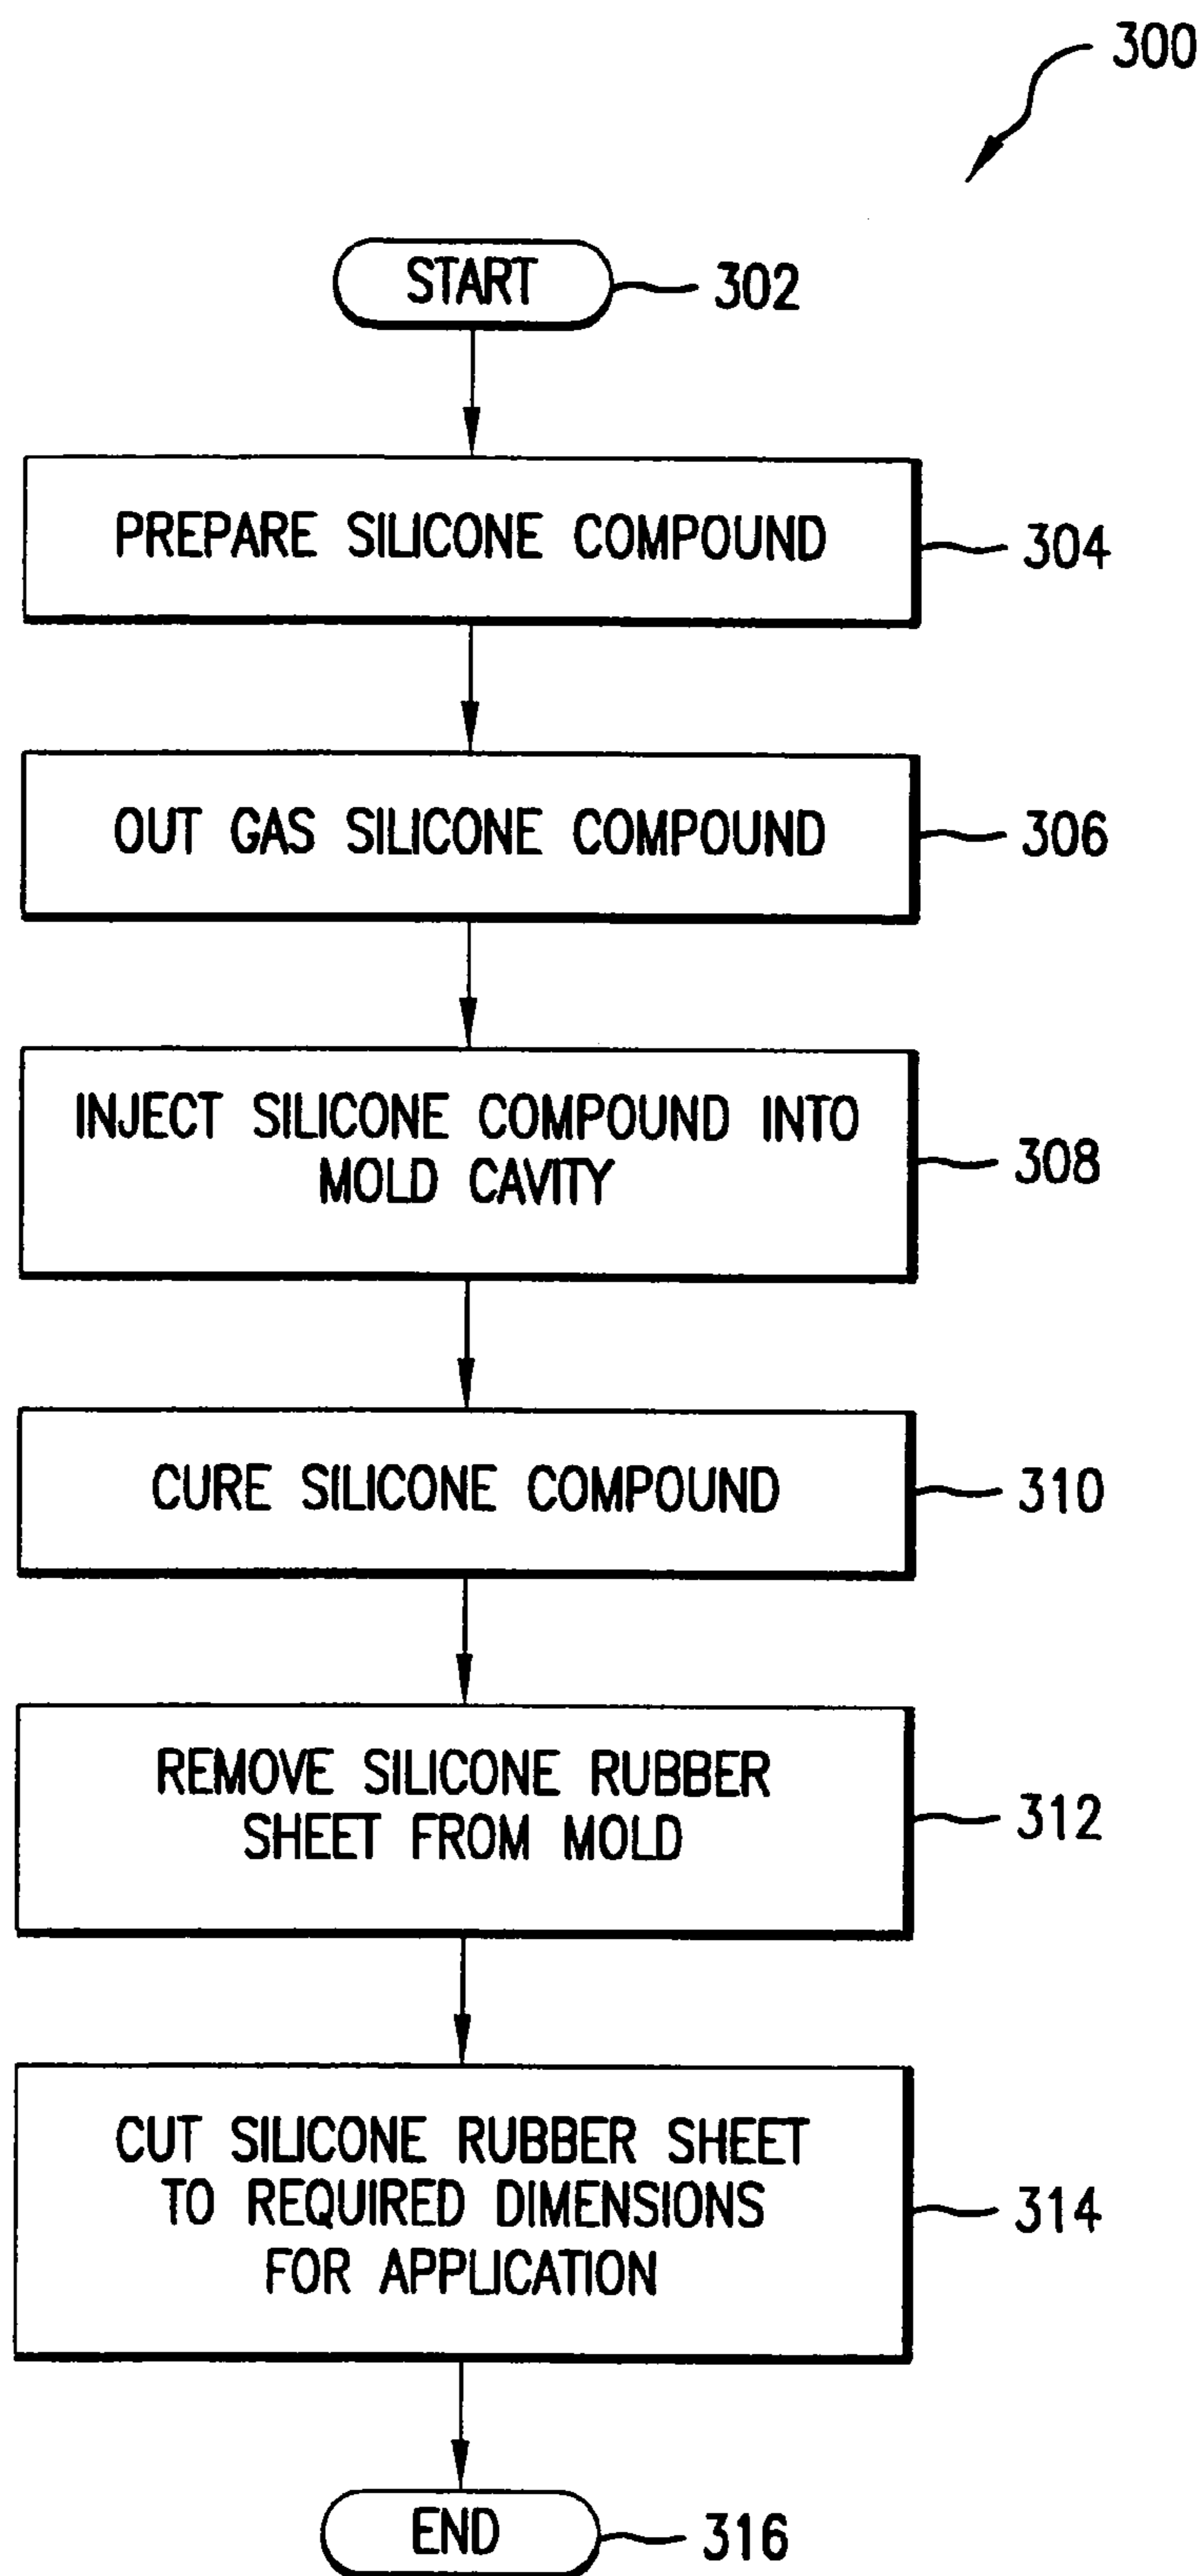 300
START
302
PREPARE SILICONE COMPOUND
304
OUT GAS SILICONE COMPOUND
306
INJECT SILICONE COMPOUND INTO
MOLD CAVITY
308
CURE SILICONE COMPOUND
310
REMOVE SILICONE RUBBER
SHEET FROM MOLD
312
CUT SILICONE RUBBER SHEET
TO REQUIRED DIMENSIONS
FOR APPLICATION
314
END
316